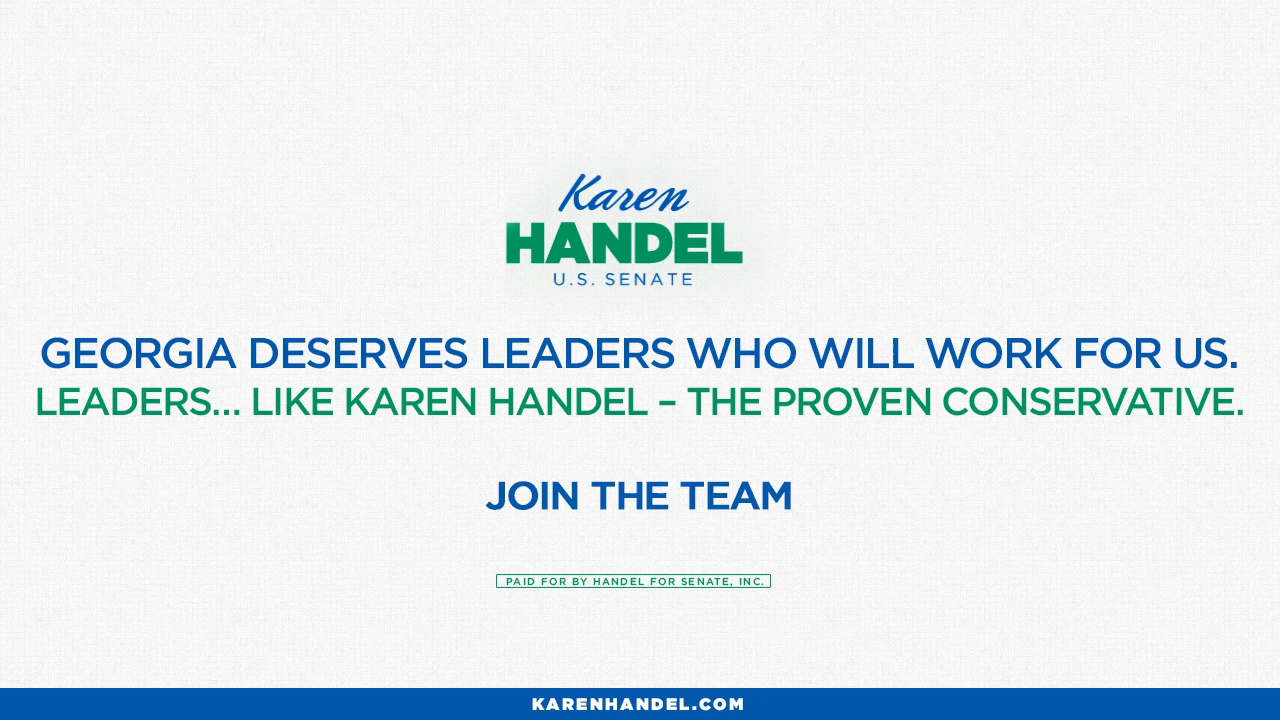 Karen
HANDEL
U.S. SENATE
GEORGIA DESERVES LEADERS WHO WILL WORK FOR US.
LEADERS... LIKE KAREN HANDEL – THE PROVEN CONSERVATIVE.
JOIN THE TEAM
PAID FOR BY HANDEL FOR SENATE, INC.
KARENHANDEL.COM